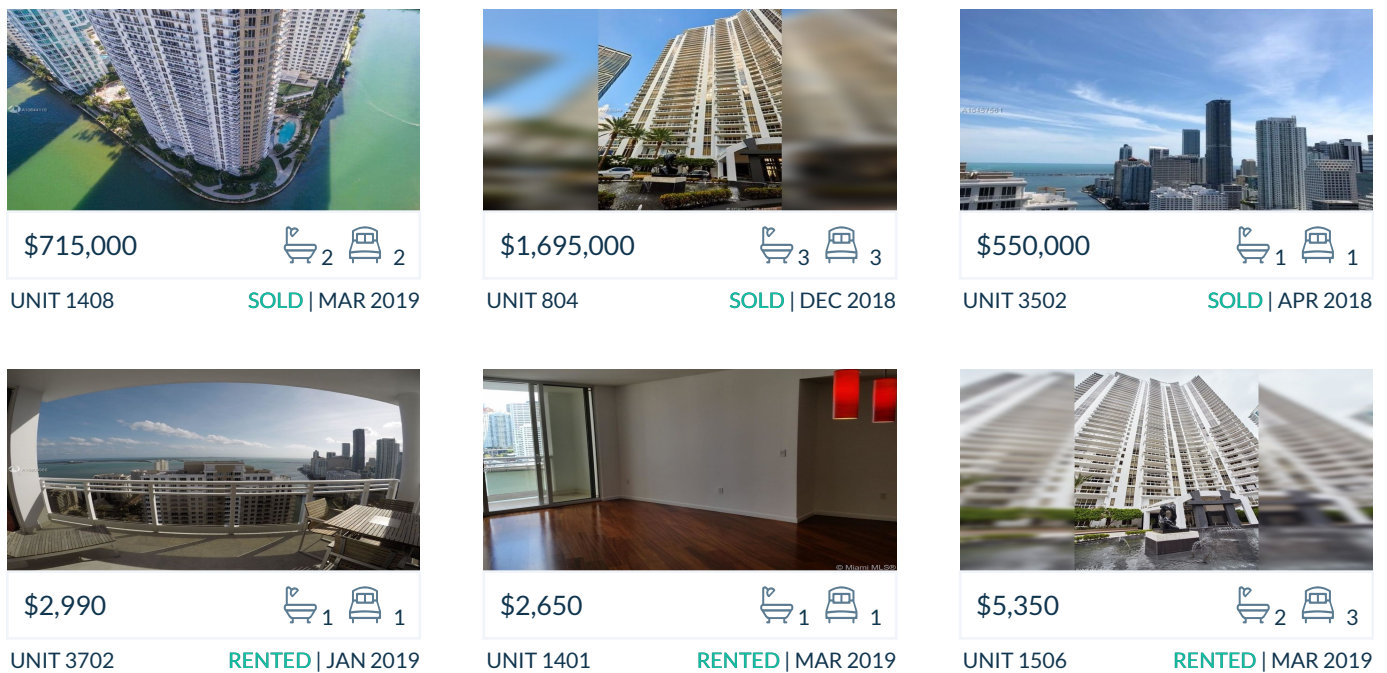 $715,000 2 2
UNIT 1408 SOLD | MAR 2019
$1,695,000 3 3
UNIT 804 SOLD | DEC 2018
$550,000 1 1
UNIT 3502 SOLD | APR 2018
$2,990 1 1
UNIT 3702 RENTED | JAN 2019
© Miami MLS®
$2,650 1 1
UNIT 1401 RENTED | MAR 2019
$5,350 2 3
UNIT 1506 RENTED | MAR 2019